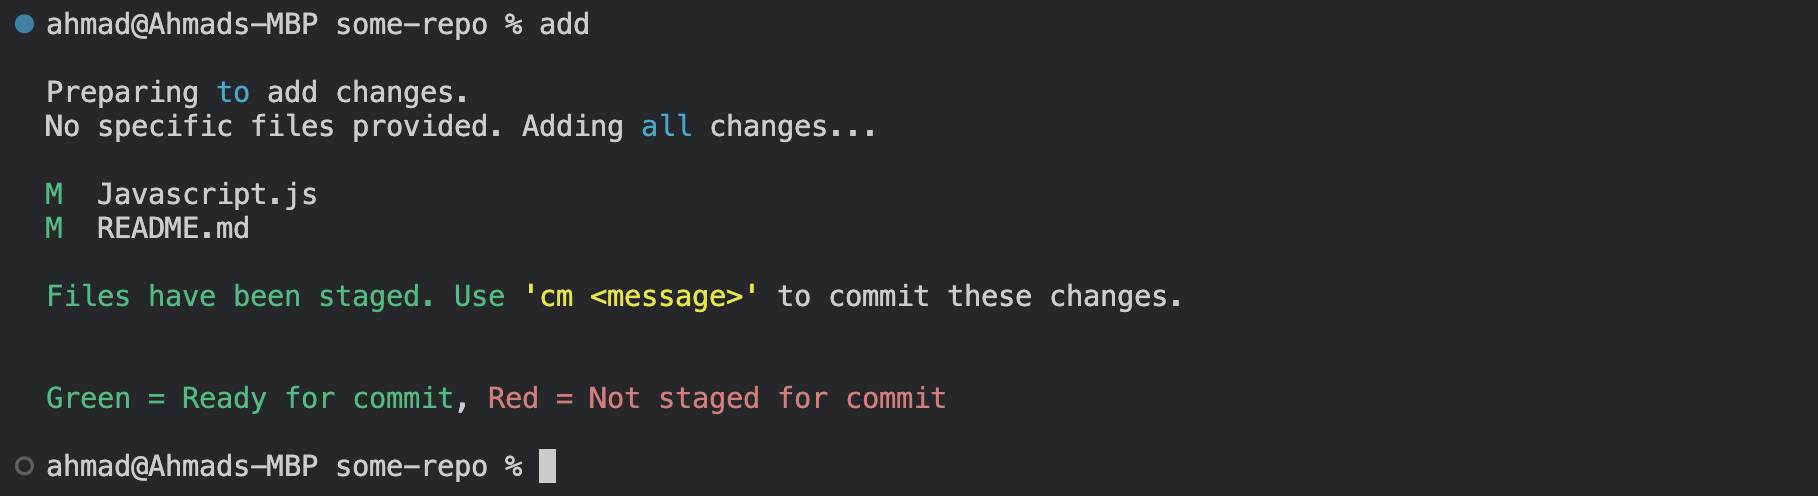 ahmad@Ahmads-MBP some-repo % add
Preparing to add changes.
No specific files provided. Adding all changes...
M  Javascript.js
M  README.md
Files have been staged. Use 'cm <message>' to commit these changes.
Green = Ready for commit, Red = Not staged for commit
ahmad@Ahmads-MBP some-repo %